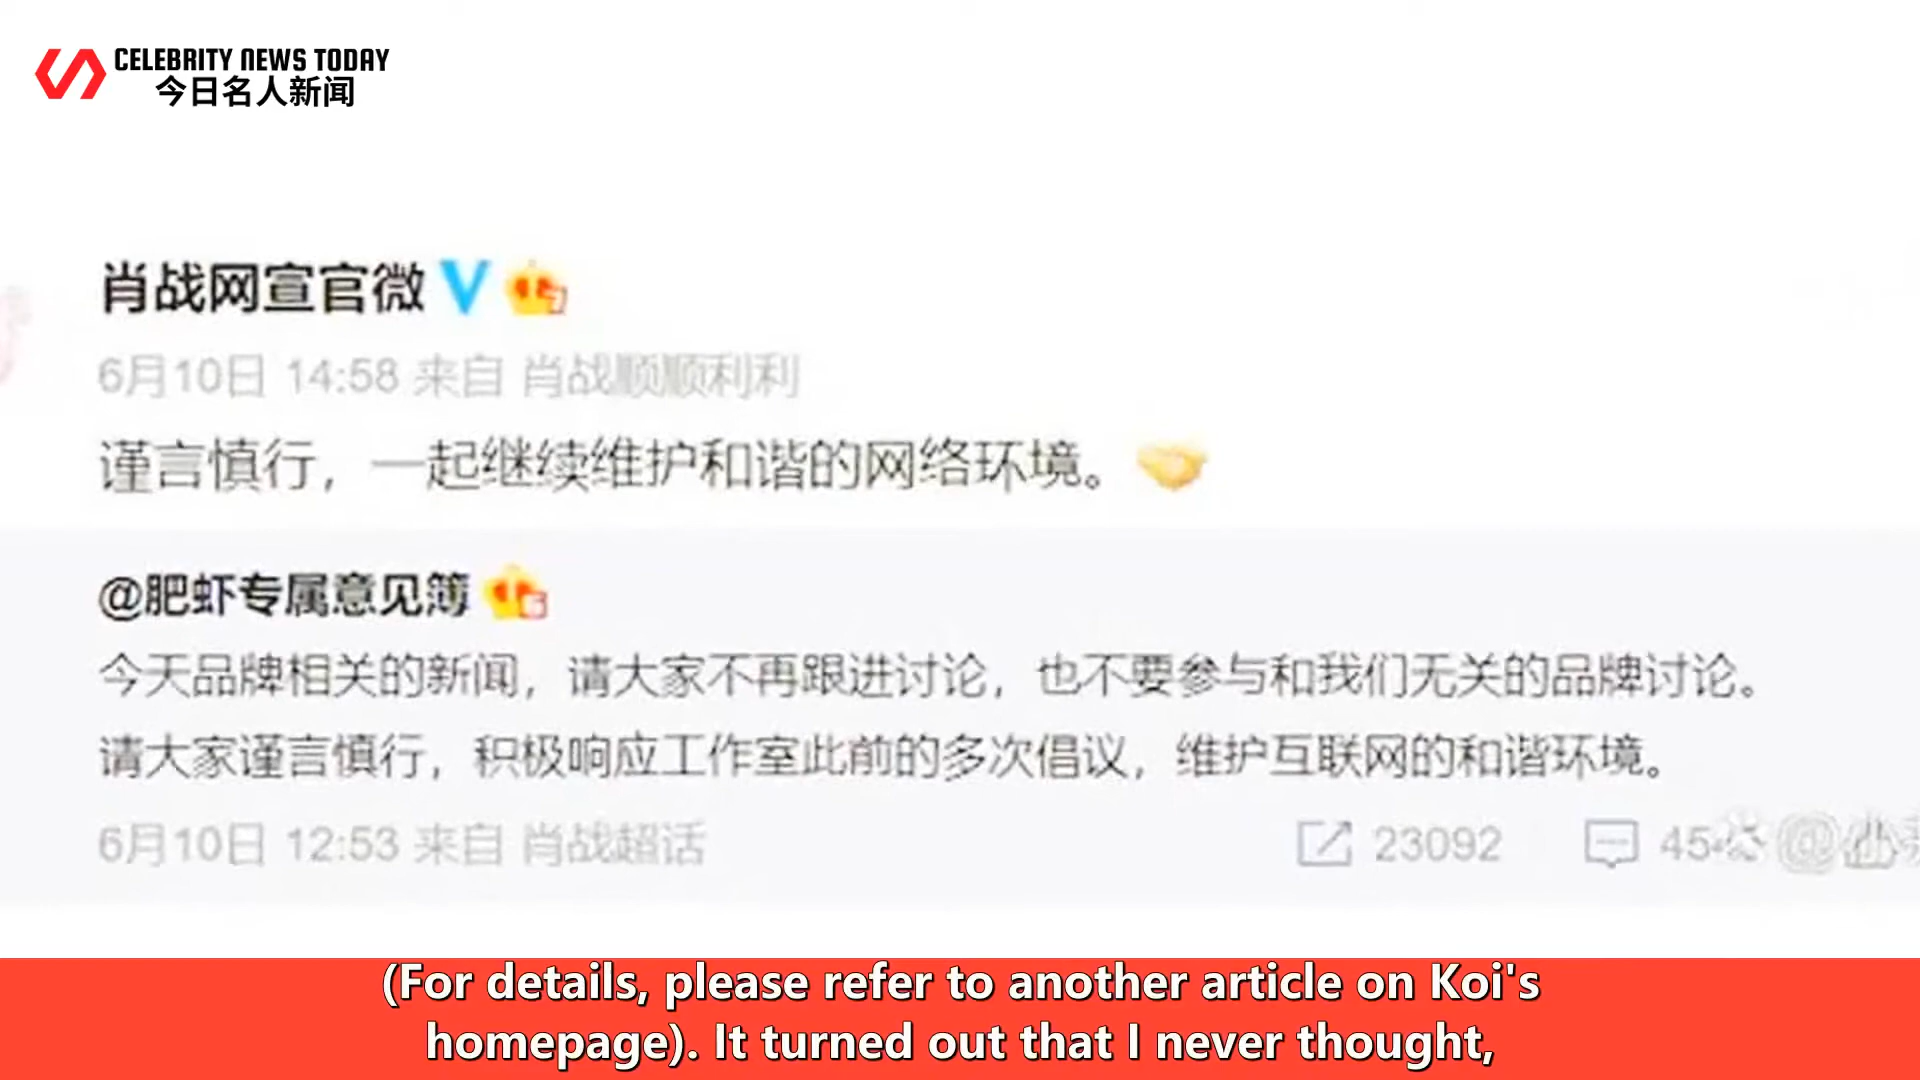 CELEBRITY NEWS TODAY
今日名人新闻
肖战网宣官微
6月10日 14:58 来自 肖战顺顺利利
谨言慎行，一起继续维护和谐的网络环境。
@肥虾专属意见簿
今天品牌相关的新闻，请大家不再跟进讨论，也不要参与和我们无关的品牌讨论。
请大家谨言慎行，积极响应工作室此前的多次倡议，维护互联网的和谐环境。
6月10日 12:53 来自 肖战超话
23092
(For details, please refer to another article on Koi's
homepage). It turned out that I never thought,